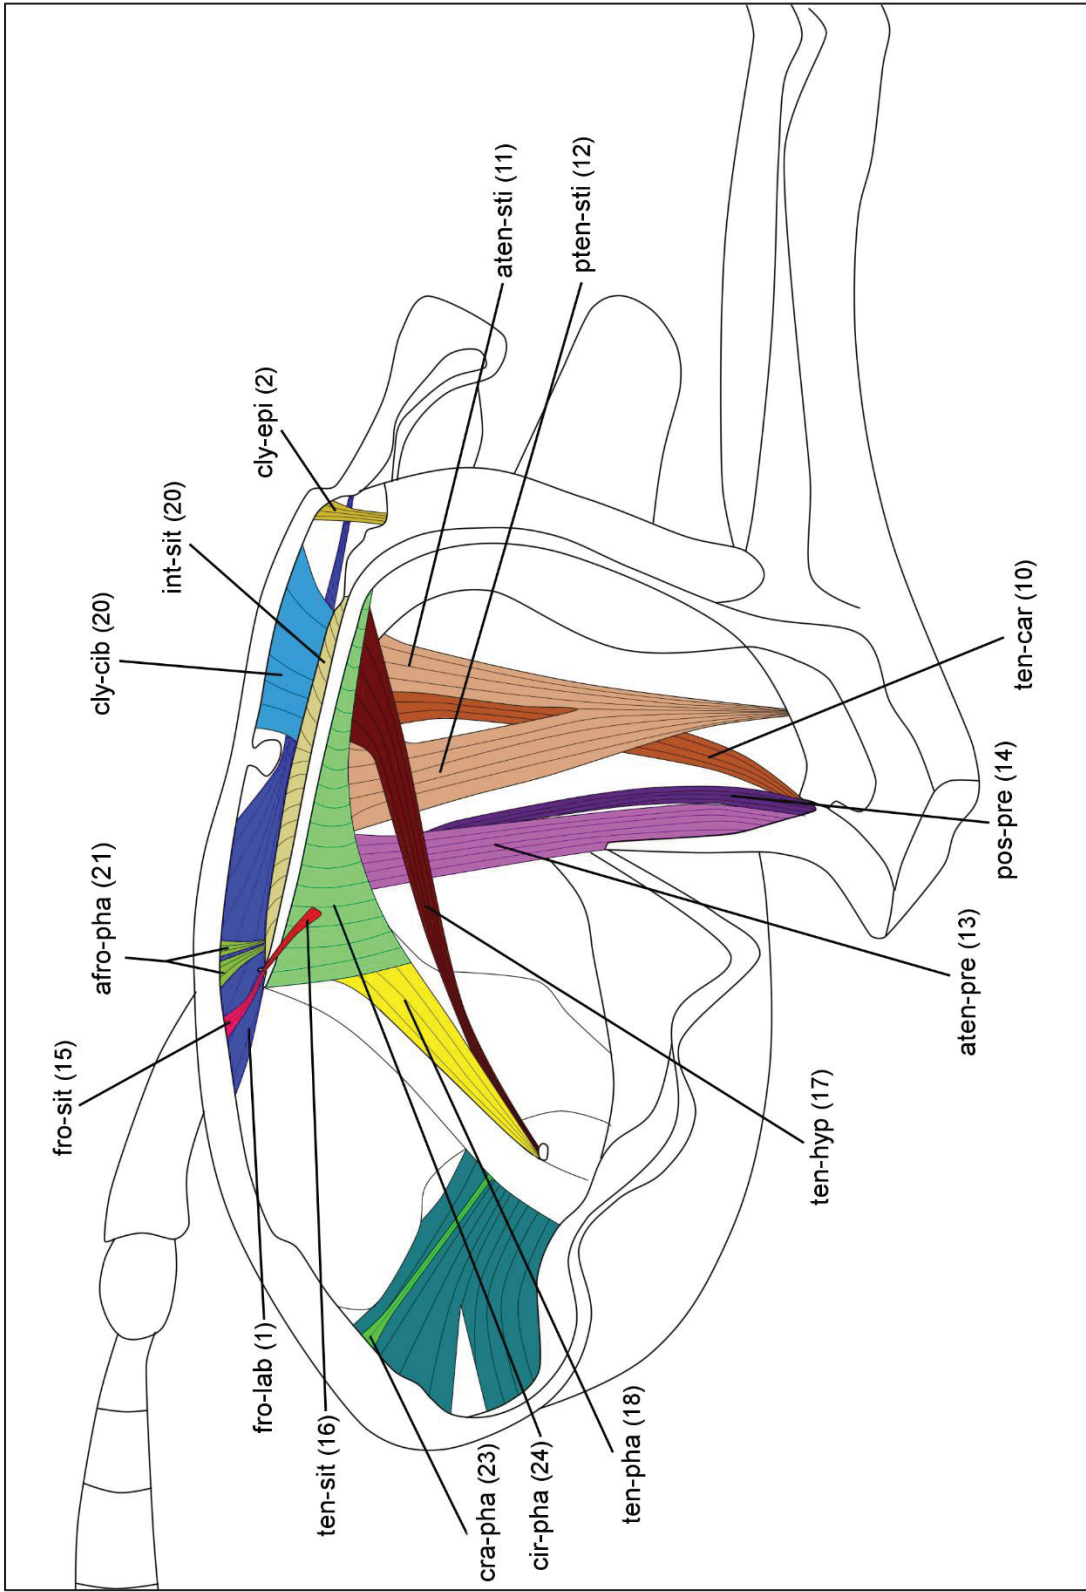 fro-sit (15)
afro-pha (21)
cly-cib (20)
int-sit (20)
cly-epi (2)
aten-sti (11)
pten-sti (12)
fro-lab (1)
ten-sit (16)
cra-pha (23)
cir-pha (24)
ten-pha (18)
ten-hyp (17)
aten-pre (13)
pos-pre (14)
ten-car (10)